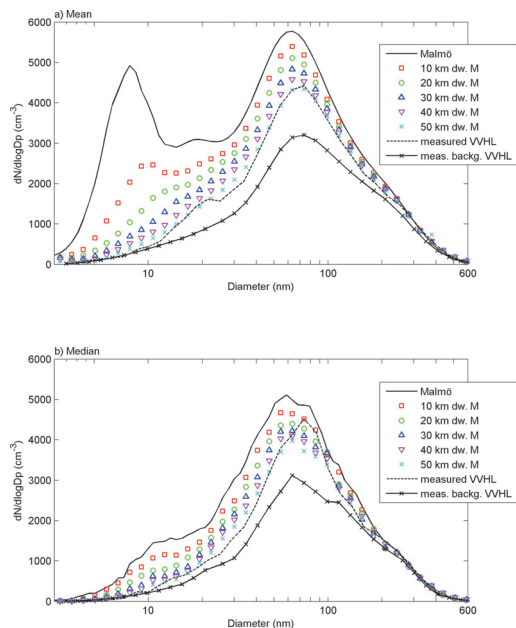 a) Mean
6000
5000
4000
3000
2000
1000
0
dN/dlogDp (cm-3)
10
100
600
Diameter (nm)
Malmö
10 km dw. M
20 km dw. M
30 km dw. M
40 km dw. M
50 km dw. M
measured VVHL
meas. backg. VVHL
b) Median
6000
5000
4000
3000
2000
1000
0
dN/dlogDp (cm-3)
10
100
600
Diameter (nm)
Malmö
10 km dw. M
20 km dw. M
30 km dw. M
40 km dw. M
50 km dw. M
measured VVHL
meas. backg. VVHL